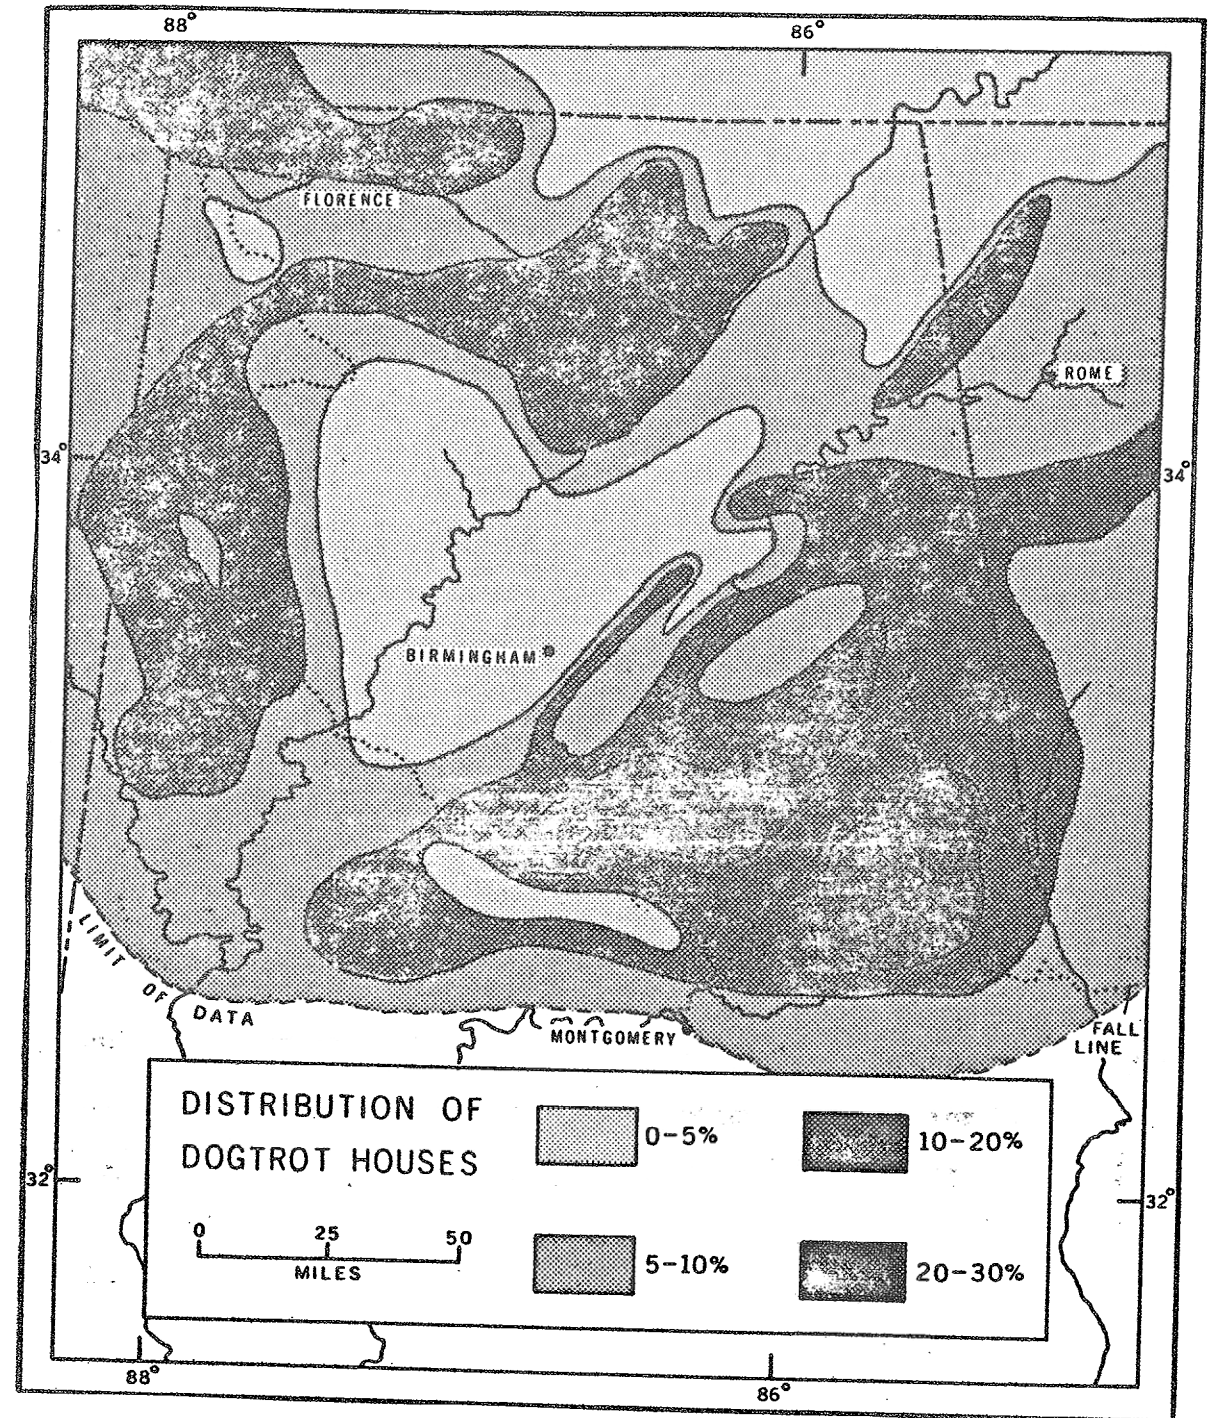 88°
86°
FLORENCE
ROME
34°
34°
BIRMINGHAM
LIMIT OF DATA
MONTGOMERY
FALL
LINE
DISTRIBUTION OF
DOGTROT HOUSES
0-5%
10-20%
5-10%
20-30%
0 25 50
MILES
32°
32°
88°
86°